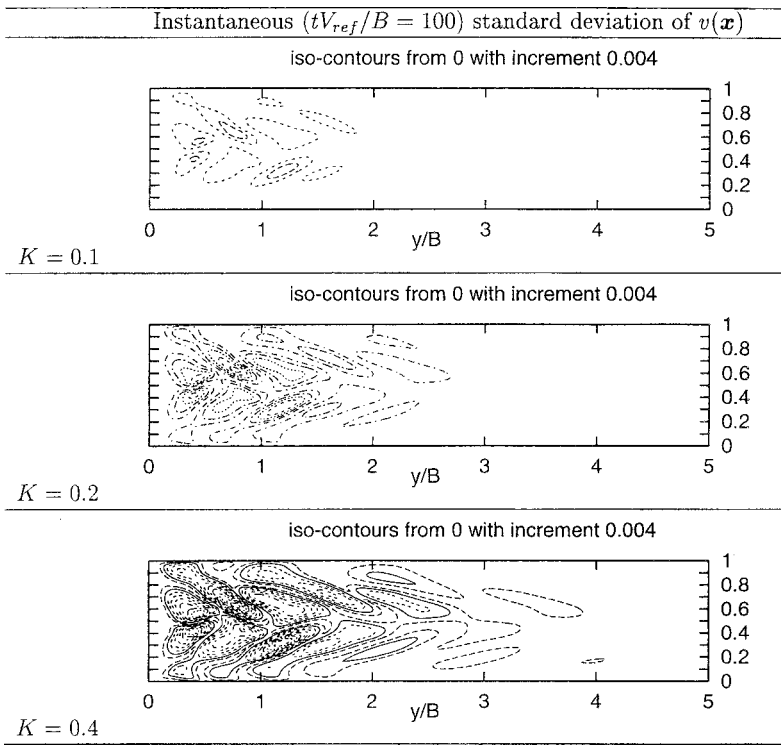 Instantaneous (tV_ref/B = 100) standard deviation of v(x)
iso-contours from 0 with increment 0.004
1
0.8
0.6
0.4
0.2
0
0 1 2 3 4 5
y/B
K = 0.1
iso-contours from 0 with increment 0.004
1
0.8
0.6
0.4
0.2
0
0 1 2 3 4 5
y/B
K = 0.2
iso-contours from 0 with increment 0.004
1
0.8
0.6
0.4
0.2
0
0 1 2 3 4 5
y/B
K = 0.4